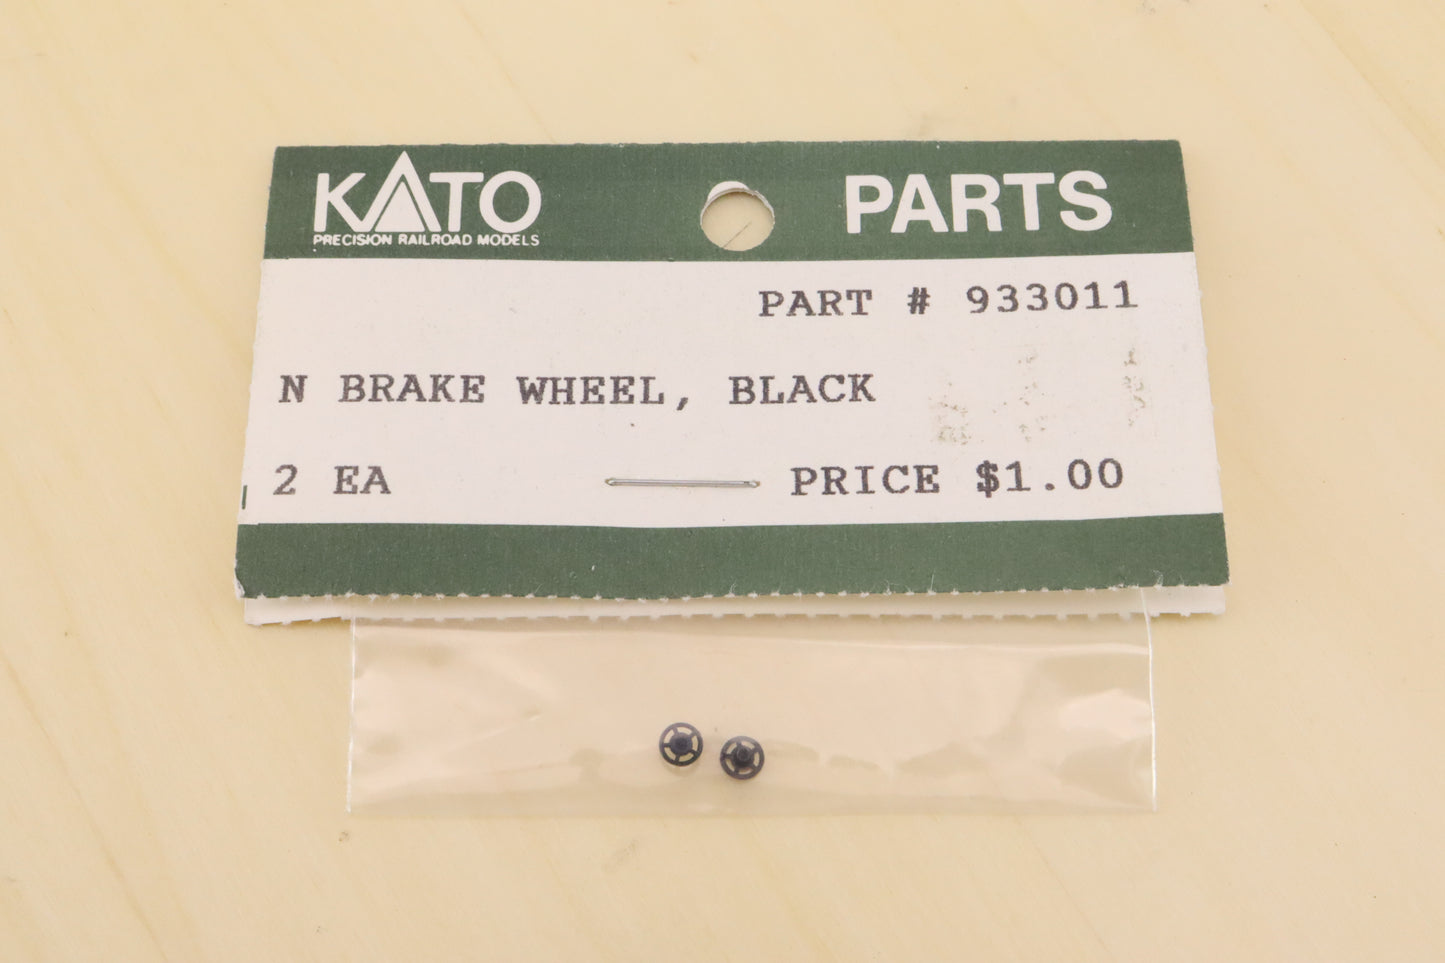 KATO PARTS
PRECISION RAILROAD MODELS
PART # 933011
N BRAKE WHEEL, BLACK
2 EA PRICE $1.00